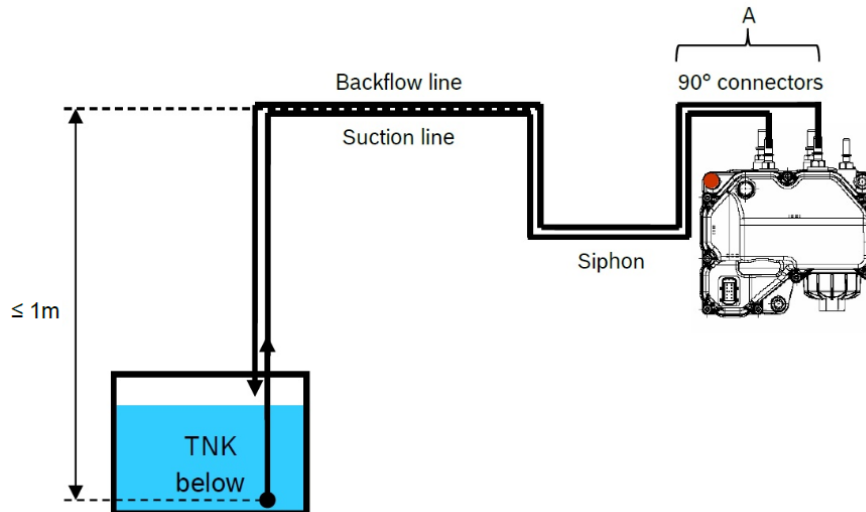 A
Backflow line
90° connectors
Suction line
Siphon
≤ 1m
TNK
below